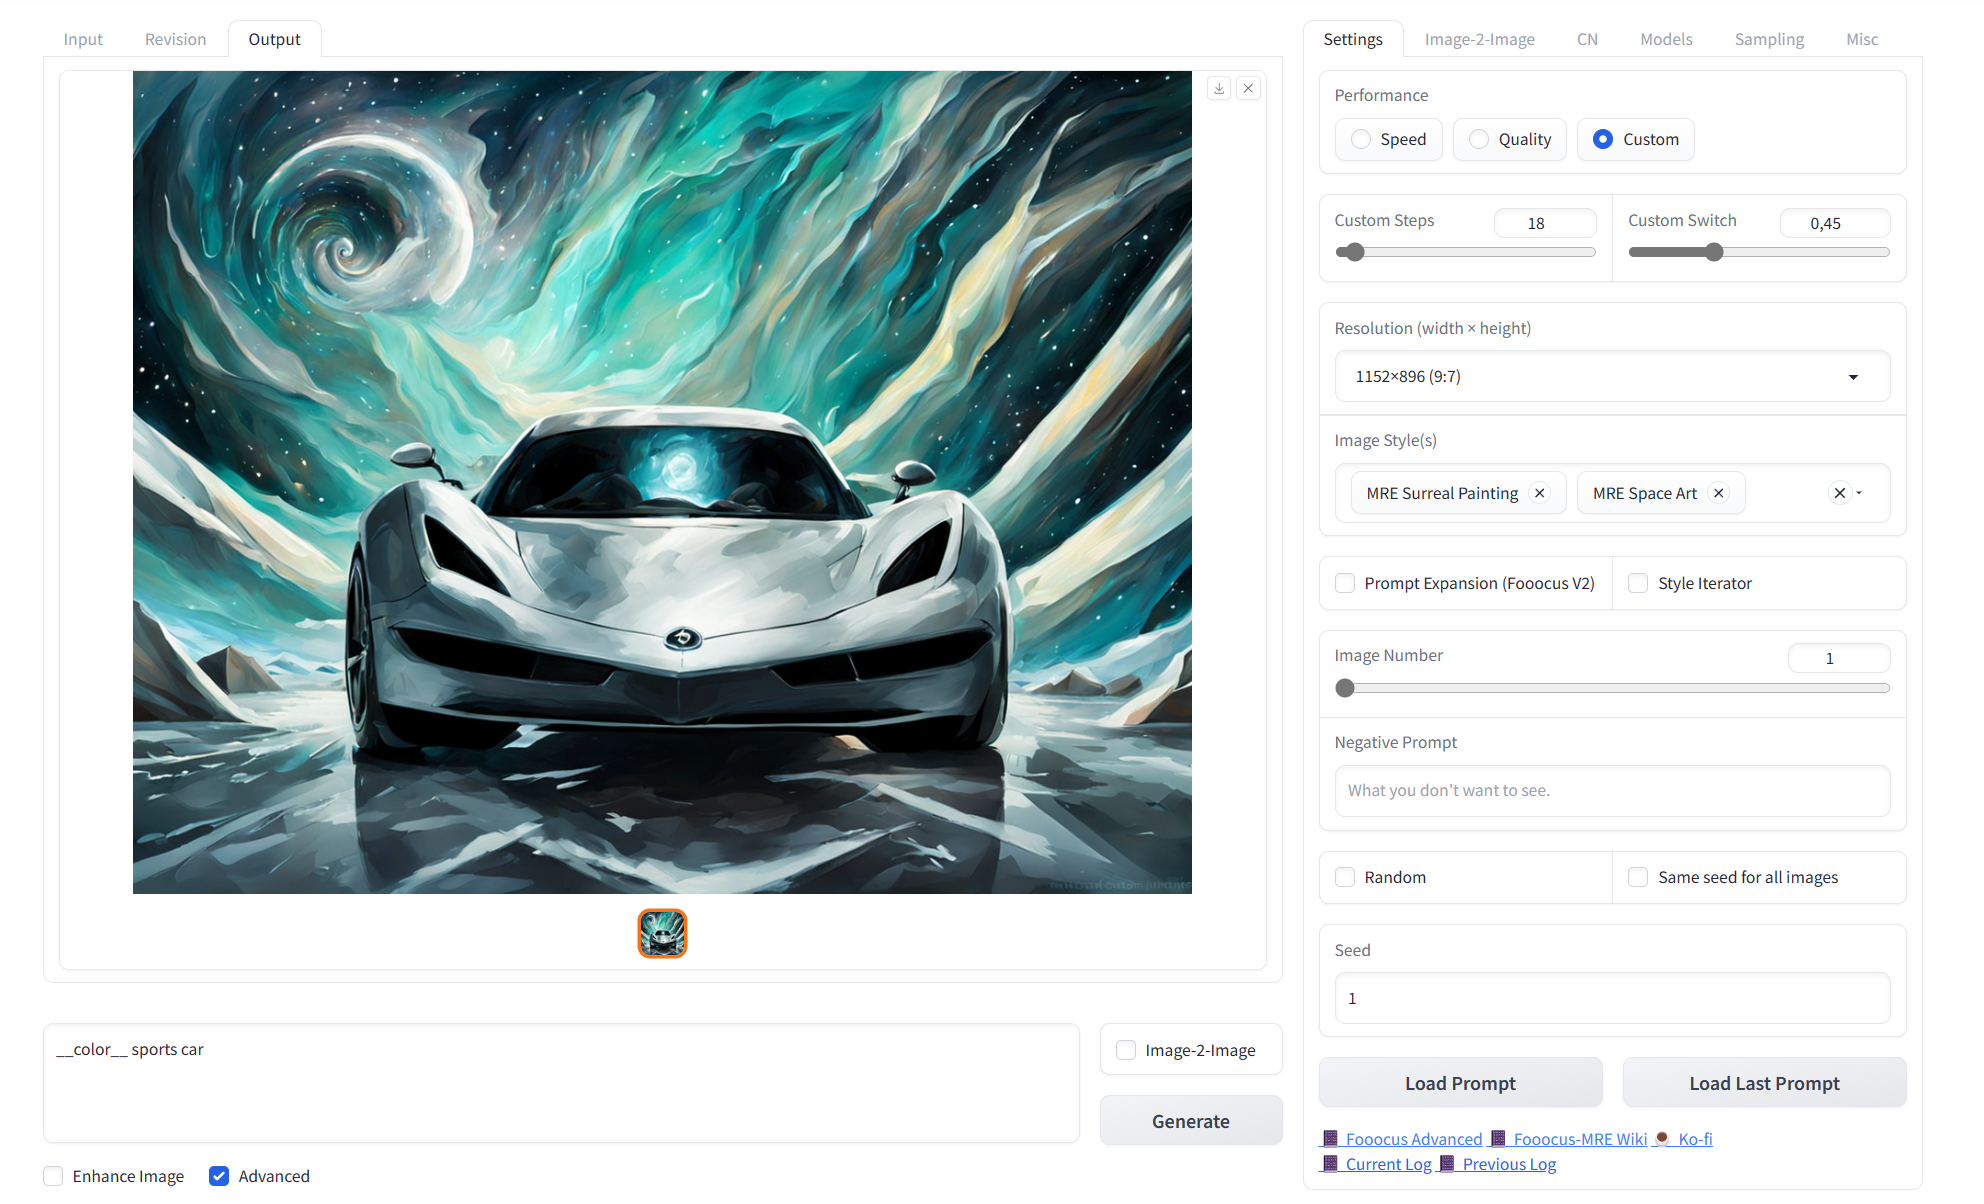 Input Revision Output
Settings Image-2-Image CN Models Sampling Misc
Performance
Speed Quality Custom
Custom Steps 18 Custom Switch 0,45
Resolution (width × height)
1152×896 (9:7)
Image Style(s)
MRE Surreal Painting MRE Space Art
Prompt Expansion (Fooocus V2) Style Iterator
Image Number 1
Negative Prompt
What you don't want to see.
Random Same seed for all images
Seed
1
Load Prompt Load Last Prompt
Fooocus Advanced Fooocus-MRE Wiki Ko-fi
Current Log Previous Log
__color__ sports car
Image-2-Image
Generate
Enhance Image Advanced